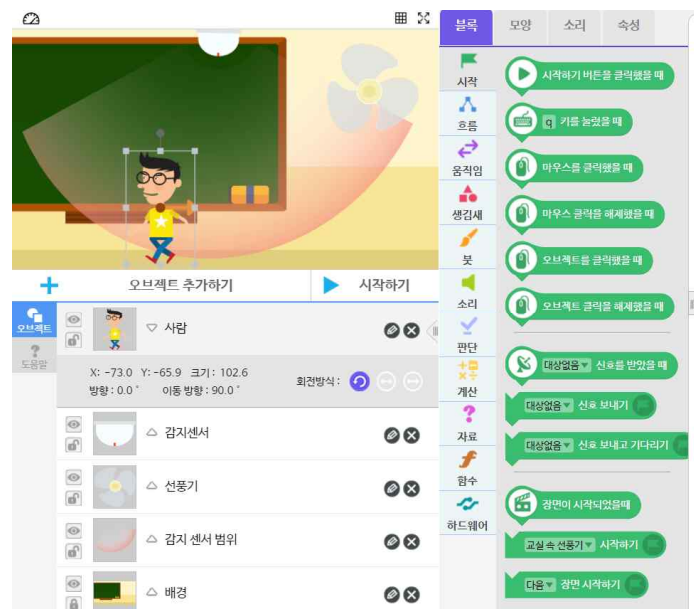 블록
모양
소리
속성
시작
흐름
움직임
생김새
붓
소리
판단
계산
자료
함수
하드웨어
시작하기 버튼을 클릭했을 때
q 키를 눌렀을 때
마우스를 클릭했을 때
마우스 클릭을 해제했을 때
오브젝트를 클릭했을 때
오브젝트 클릭을 해제했을 때
대상없음 신호를 받았을 때
대상없음 신호 보내기
대상없음 신호 보내고 기다리기
장면이 시작되었을때
교실 속 선풍기 시작하기
다음 장면 시작하기
오브젝트 추가하기
시작하기
오브젝트
도움말
사람
X: -73.0 Y: -65.9 크기 : 102.6
방향 : 0.0 ˚ 이동 방향 : 90.0 ˚
회전방식 :
감지센서
선풍기
감지 센서 범위
배경